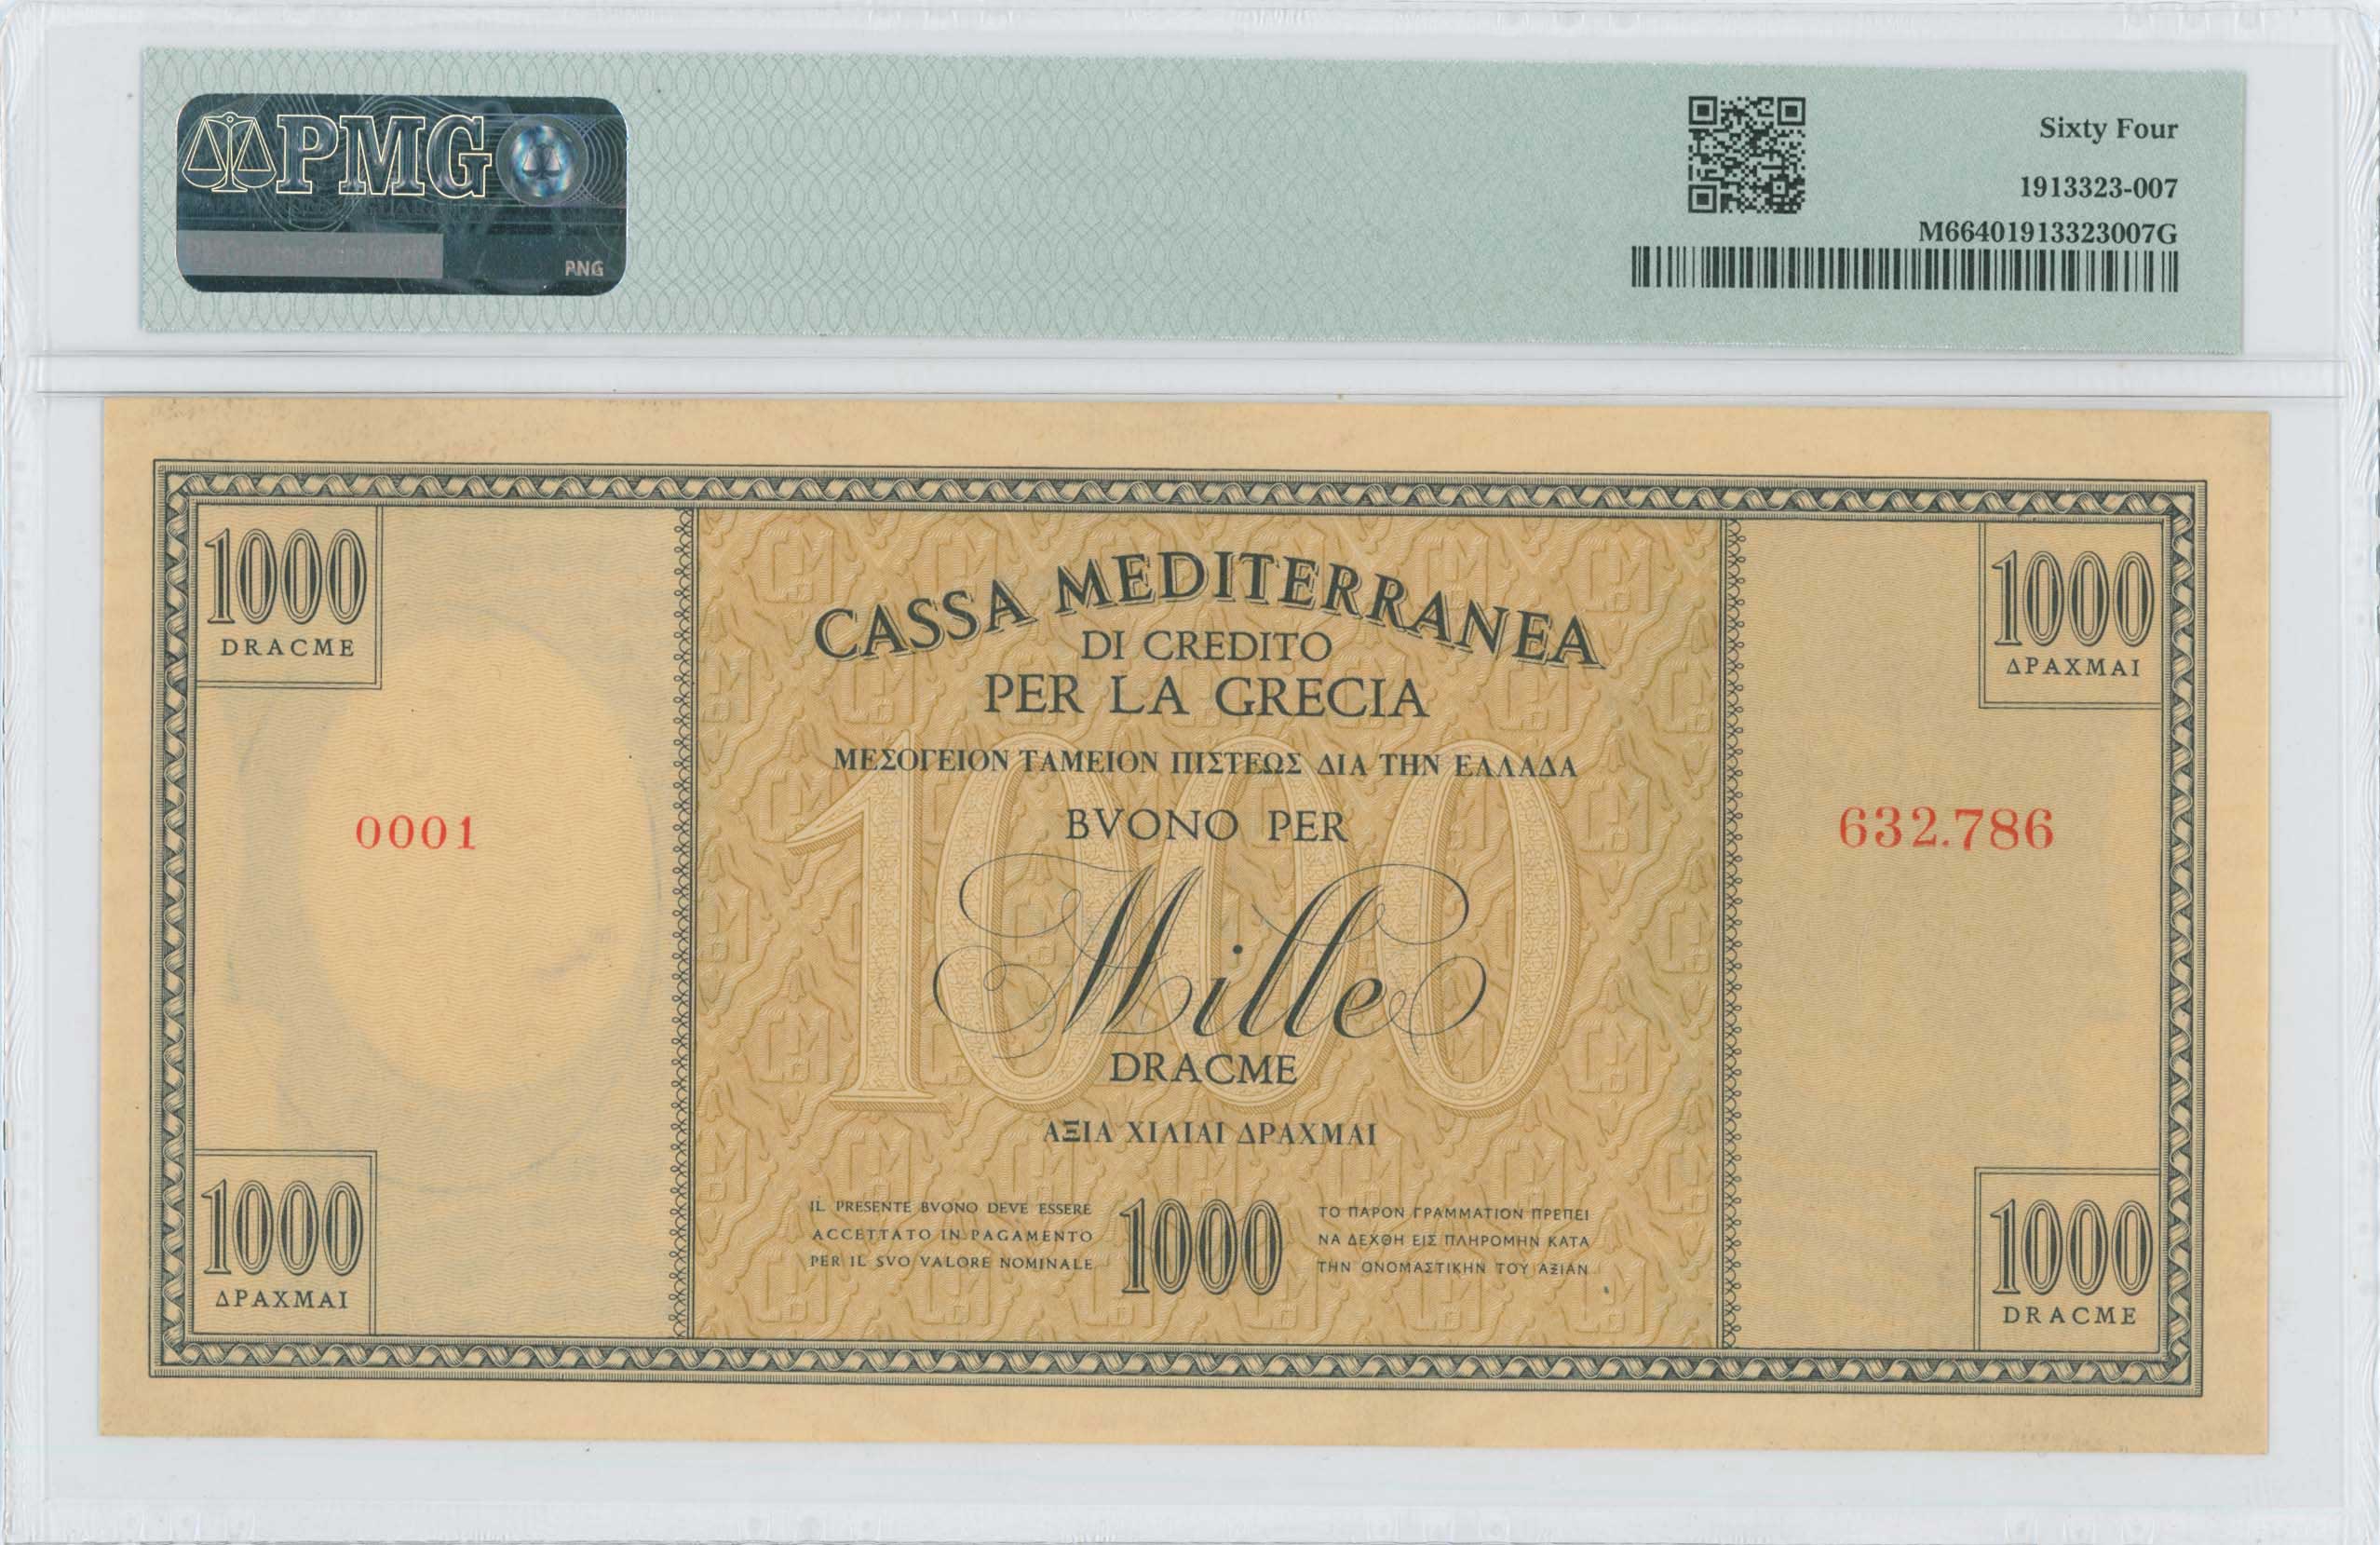 PMG
PNG
Sixty Four
1913323-007
M66401913323007G
1000
DRACME
1000
ΔΡΑΧΜΑΙ
CASSA MEDITERRANEA
DI CREDITO
PER LA GRECIA
ΜΕΣΟΓΕΙΟΝ ΤΑΜΕΙΟΝ ΠΙΣΤΕΩΣ ΔΙΑ ΤΗΝ ΕΛΛΑΔΑ
0001
BVONO PER
632.786
1000
Mille
DRACME
ΑΞΙΑ ΧΙΛΙΑΙ ΔΡΑΧΜΑΙ
IL PRESENTE BVONO DEVE ESSERE
ACCETTATO IN PAGAMENTO
PER IL SVO VALORE NOMINALE
1000
ΤΟ ΠΑΡΟΝ ΓΡΑΜΜΑΤΙΟΝ ΠΡΕΠΕΙ
ΝΑ ΔΕΧΘΗ ΕΙΣ ΠΛΗΡΟΜΗΝ ΚΑΤΑ
ΤΗΝ ΟΝΟΜΑΣΤΙΚΗΝ ΤΟΥ ΑΞΙΑΝ
1000
ΔΡΑΧΜΑΙ
1000
DRACME